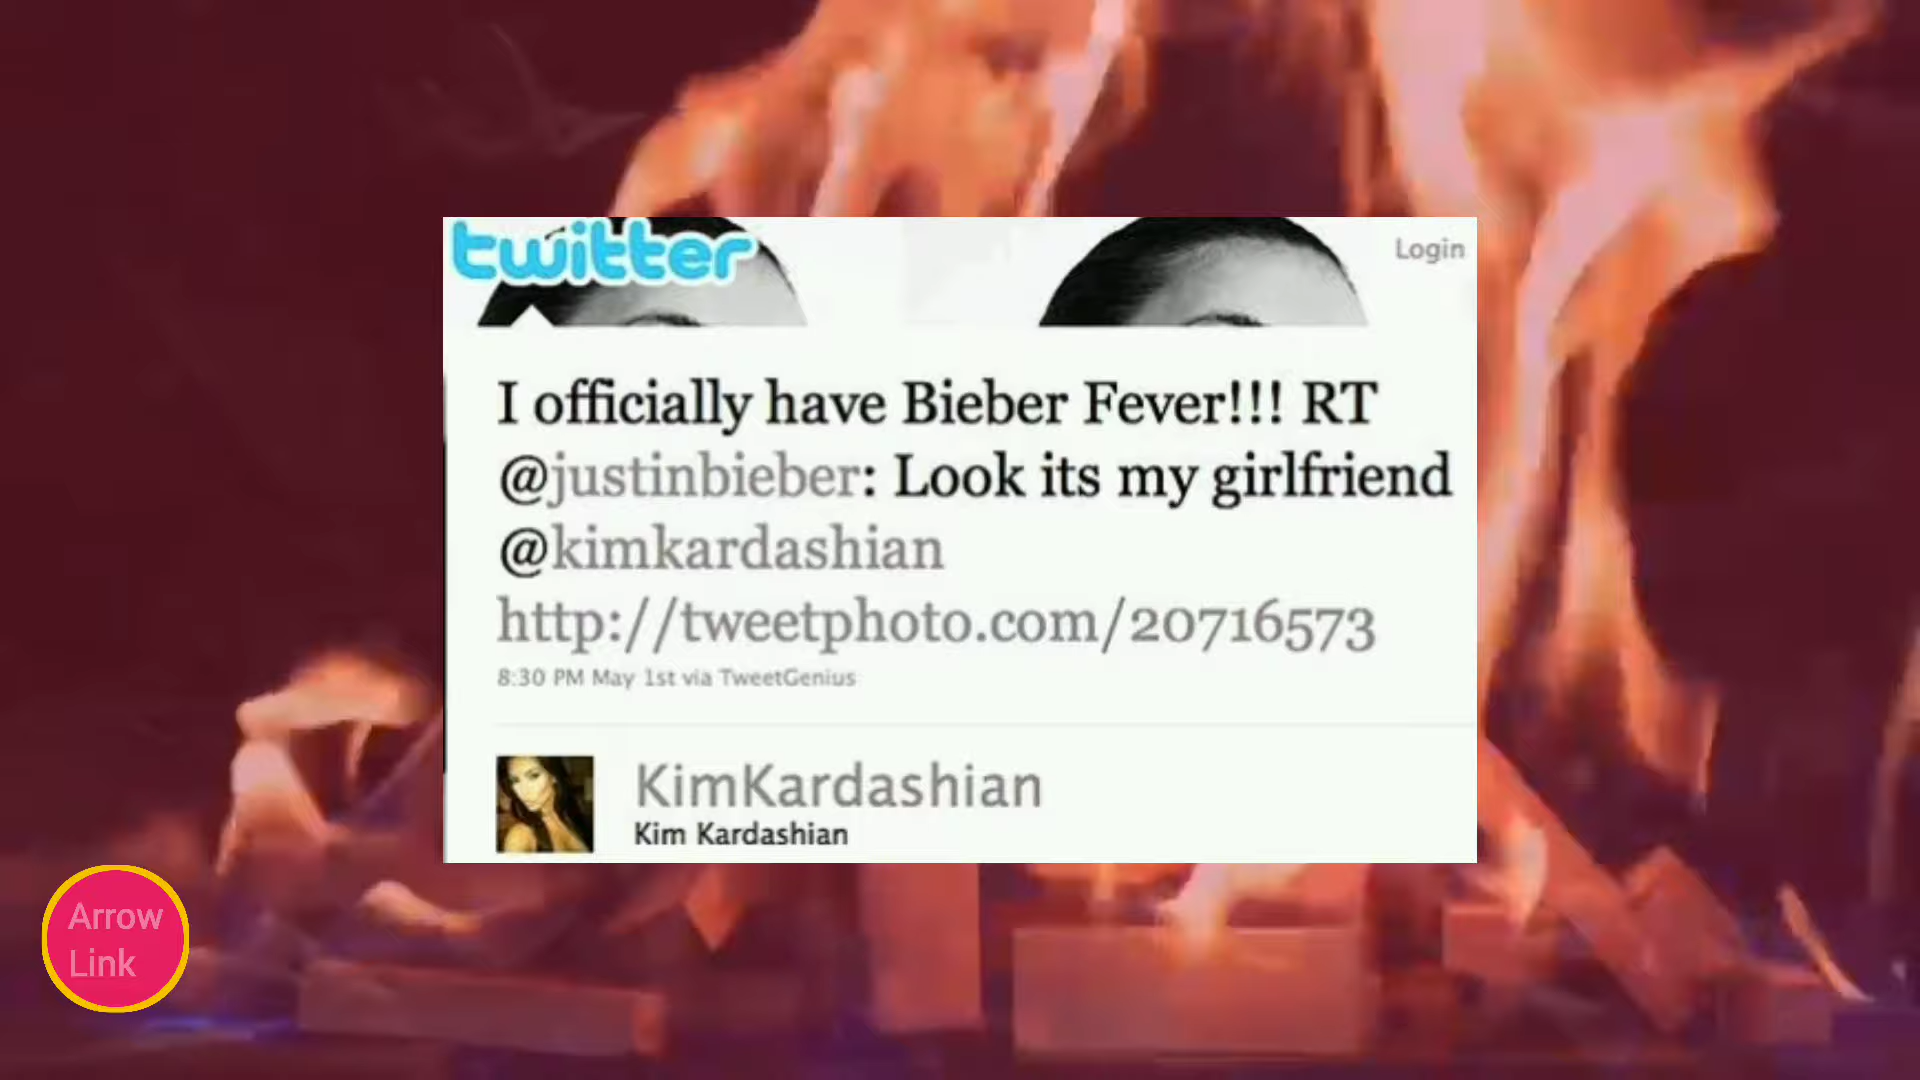 twitter
Login
I officially have Bieber Fever!!! RT
@justinbieber: Look its my girlfriend
@kimkardashian
http://tweetphoto.com/20716573
8:30 PM May 1st via TweetGenius
KimKardashian
Kim Kardashian
Arrow
Link